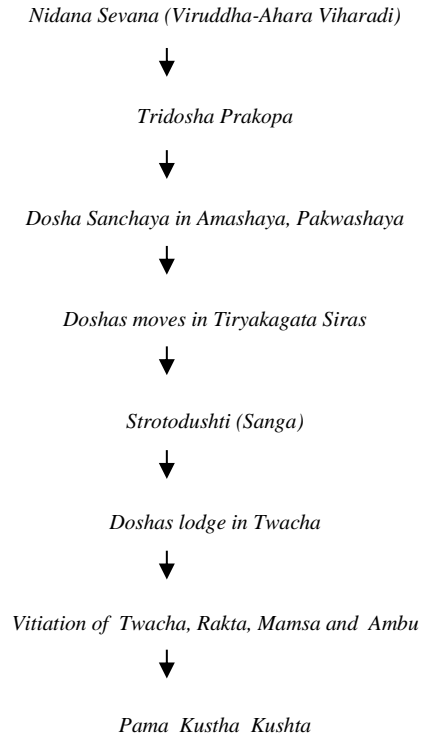 Nidana Sevana (Viruddha-Ahara Viharadi)
Tridosha Prakopa
Dosha Sanchaya in Amashaya, Pakwashaya
Doshas moves in Tiryakagata Siras
Strotodushti (Sanga)
Doshas lodge in Twacha
Vitiation of Twacha, Rakta, Mamsa and Ambu
Pama Kustha Kushta